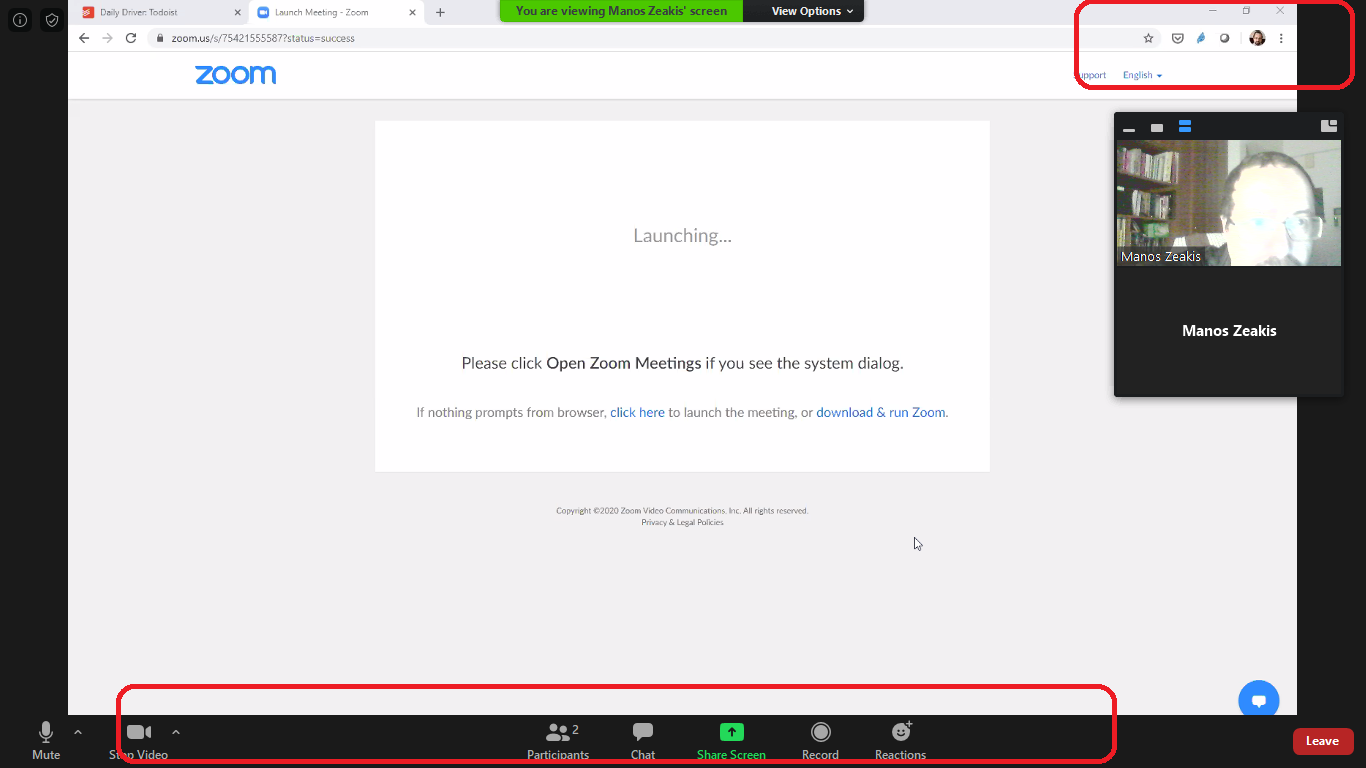 Daily Driver: Todoist
Launch Meeting - Zoom
You are viewing Manos Zeakis' screen
View Options
zoom.us/s/75421555587?status=success
zoom
Support
English
Manos Zeakis
Manos Zeakis
Launching...
Please click Open Zoom Meetings if you see the system dialog.
If nothing prompts from browser, click here to launch the meeting, or download & run Zoom.
Copyright ©2020 Zoom Video Communications, Inc. All rights reserved.
Privacy & Legal Policies
2
Mute
Stop Video
Participants
Chat
Share Screen
Record
Reactions
Leave